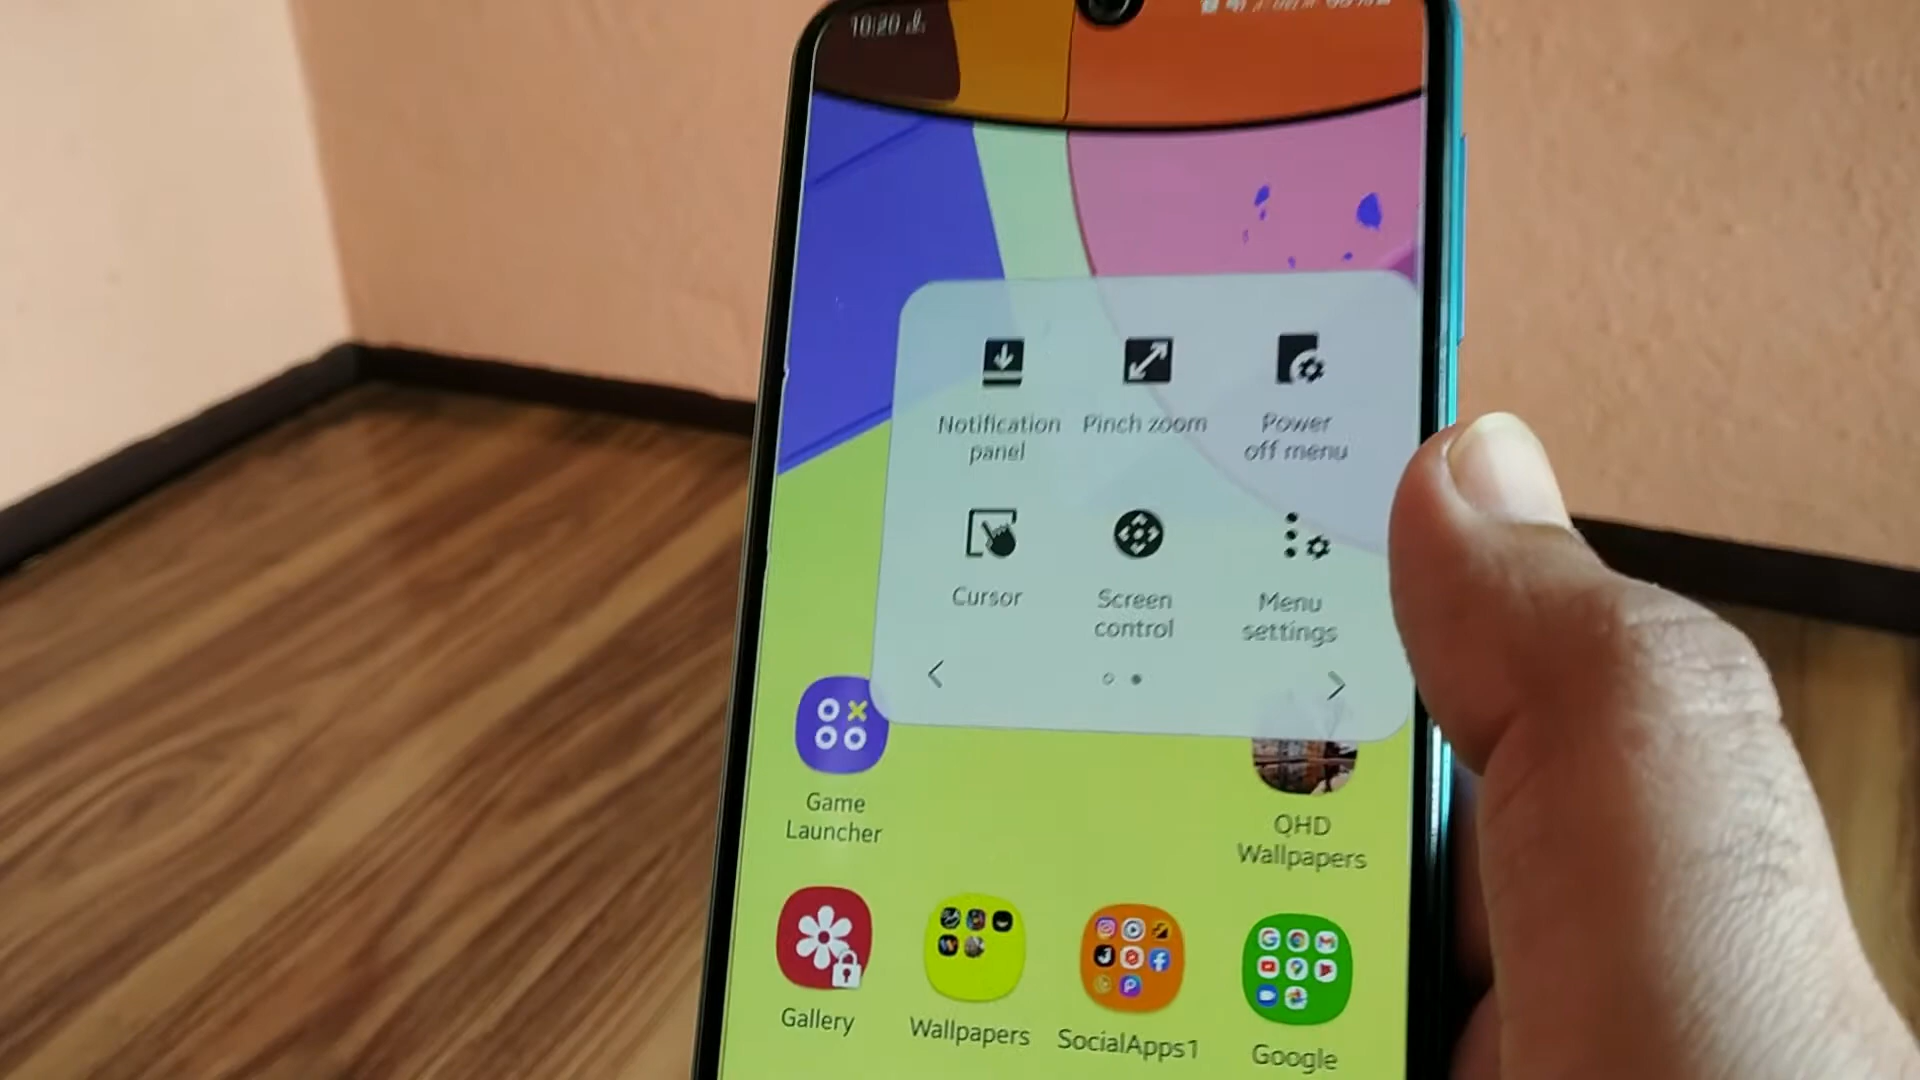 10:20
Notification
panel
Pinch zoom
Power
off menu
Cursor
Screen
control
Menu
settings
Game
Launcher
QHD
Wallpapers
Gallery
Wallpapers
SocialApps1
Google